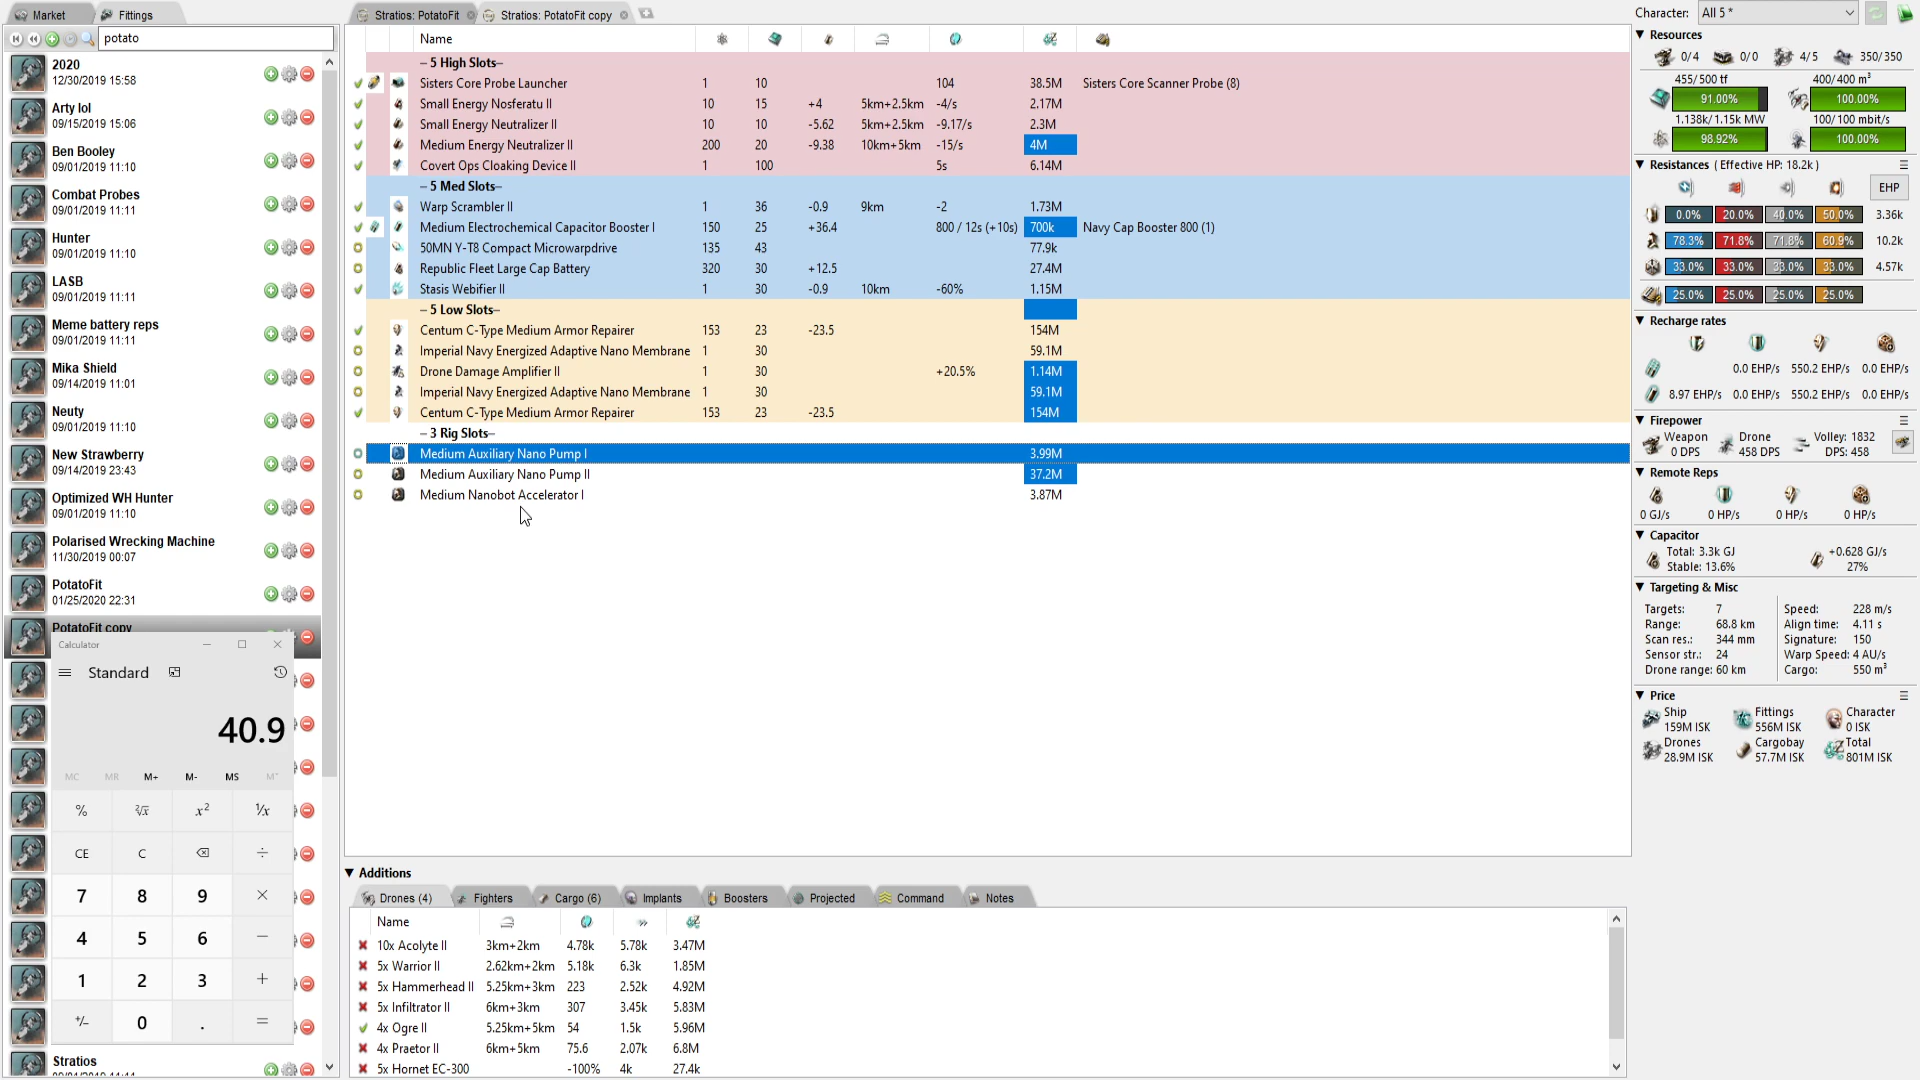 Market
Fittings
potato
2020
12/30/2019 15:58
Arty lol
09/15/2019 15:06
Ben Booley
09/01/2019 11:10
Combat Probes
09/01/2019 11:11
Hunter
09/01/2019 11:10
LASB
09/01/2019 11:11
Meme battery reps
09/01/2019 11:11
Mika Shield
09/14/2019 11:01
Neuty
09/01/2019 11:10
New Strawberry
09/14/2019 23:43
Optimized WH Hunter
09/01/2019 11:10
Polarised Wrecking Machine
11/30/2019 00:07
PotatoFit
01/25/2020 22:31
PotatoFit copy
Calculator
Standard
40.9
MC MR M+ M- MS M˅
% ²√x x² ¹/x
CE C ⌫ ÷
7 8 9 ×
4 5 6 −
1 2 3 +
+/− 0 . =
Stratios
Stratios: PotatoFit
Stratios: PotatoFit copy
Name
– 5 High Slots–
Sisters Core Probe Launcher 1 10 104 38.5M Sisters Core Scanner Probe (8)
Small Energy Nosferatu II 10 15 +4 5km+2.5km -4/s 2.17M
Small Energy Neutralizer II 10 10 -5.62 5km+2.5km -9.17/s 2.3M
Medium Energy Neutralizer II 200 20 -9.38 10km+5km -15/s 4M
Covert Ops Cloaking Device II 1 100 5s 6.14M
– 5 Med Slots–
Warp Scrambler II 1 36 -0.9 9km -2 1.73M
Medium Electrochemical Capacitor Booster I 150 25 +36.4 800 / 12s (+10s) 700k Navy Cap Booster 800 (1)
50MN Y-T8 Compact Microwarpdrive 135 43 77.9k
Republic Fleet Large Cap Battery 320 30 +12.5 27.4M
Stasis Webifier II 1 30 -0.9 10km -60% 1.15M
– 5 Low Slots–
Centum C-Type Medium Armor Repairer 153 23 -23.5 154M
Imperial Navy Energized Adaptive Nano Membrane 1 30 59.1M
Drone Damage Amplifier II 1 30 +20.5% 1.14M
Imperial Navy Energized Adaptive Nano Membrane 1 30 59.1M
Centum C-Type Medium Armor Repairer 153 23 -23.5 154M
– 3 Rig Slots–
Medium Auxiliary Nano Pump I 3.99M
Medium Auxiliary Nano Pump II 37.2M
Medium Nanobot Accelerator I 3.87M
Additions
Drones (4) Fighters Cargo (6) Implants Boosters Projected Command Notes
Name
10x Acolyte II 3km+2km 4.78k 5.78k 3.47M
5x Warrior II 2.62km+2km 5.18k 6.3k 1.85M
5x Hammerhead II 5.25km+3km 223 2.52k 4.92M
5x Infiltrator II 6km+3km 307 3.45k 5.83M
4x Ogre II 5.25km+5km 54 1.5k 5.96M
4x Praetor II 6km+5km 75.6 2.07k 6.8M
5x Hornet EC-300 -100% 4k 27.4k
Character: All 5 *
Resources
0/4 0/0 4/5 350/350
455/500 tf 400/400 m³
91.00% 100.00%
1.138k/1.15k MW 100/100 mbit/s
98.92% 100.00%
Resistances (Effective HP: 18.2k)
EHP
0.0% 20.0% 40.0% 50.0% 3.36k
78.3% 71.8% 71.8% 60.9% 10.2k
33.0% 33.0% 33.0% 33.0% 4.57k
25.0% 25.0% 25.0% 25.0%
Recharge rates
0.0 EHP/s 550.2 EHP/s 0.0 EHP/s
8.97 EHP/s 0.0 EHP/s 550.2 EHP/s 0.0 EHP/s
Firepower
Weapon Drone Volley: 1832
0 DPS 458 DPS DPS: 458
Remote Reps
0 GJ/s 0 HP/s 0 HP/s 0 HP/s
Capacitor
Total: 3.3k GJ +0.628 GJ/s
Stable: 13.6% 27%
Targeting & Misc
Targets: 7 Speed: 228 m/s
Range: 68.8 km Align time: 4.11 s
Scan res.: 344 mm Signature: 150
Sensor str.: 24 Warp Speed: 4 AU/s
Drone range: 60 km Cargo: 550 m³
Price
Ship Fittings Character
159M ISK 556M ISK 0 ISK
Drones Cargobay Total
28.9M ISK 57.7M ISK 801M ISK